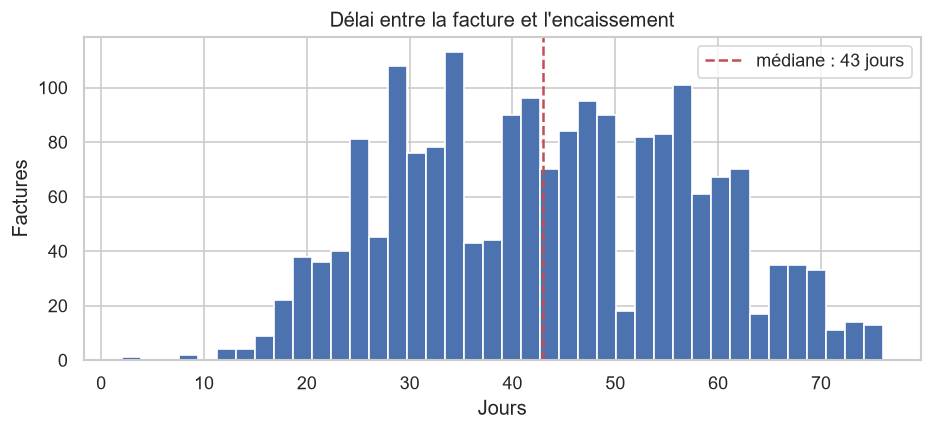 Délai entre la facture et l'encaissement
médiane : 43 jours
Factures
100
80
60
40
20
0
0 10 20 30 40 50 60 70
Jours